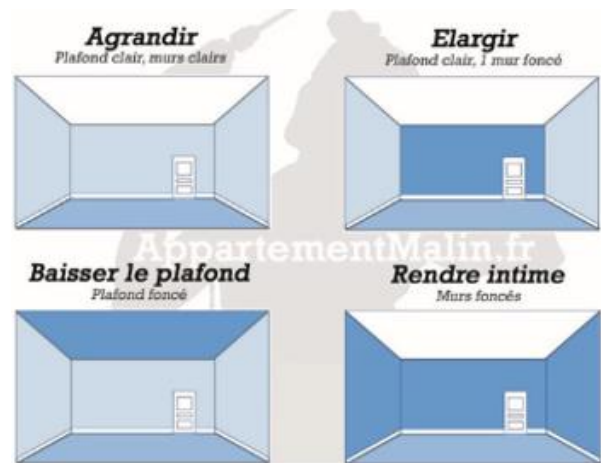 Agrandir
Plafond clair, murs clairs
Elargir
Plafond clair, 1 mur foncé
AppartementMalin.fr
Baisser le plafond
Plafond foncé
Rendre intime
Murs foncés